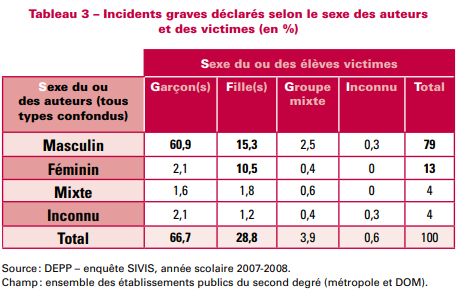 Tableau 3 – Incidents graves déclarés selon le sexe des auteurs
et des victimes (en %)
Sexe du ou des élèves victimes
Sexe du ou
des auteurs (tous
types confondus)
Garçon(s) Fille(s) Groupe mixte Inconnu Total
Masculin 60,9 15,3 2,5 0,3 79
Féminin 2,1 10,5 0,4 0 13
Mixte 1,6 1,8 0,6 0 4
Inconnu 2,1 1,2 0,4 0,3 4
Total 66,7 28,8 3,9 0,6 100
Source : DEPP – enquête SIVIS, année scolaire 2007-2008.
Champ : ensemble des établissements publics du second degré (métropole et DOM).